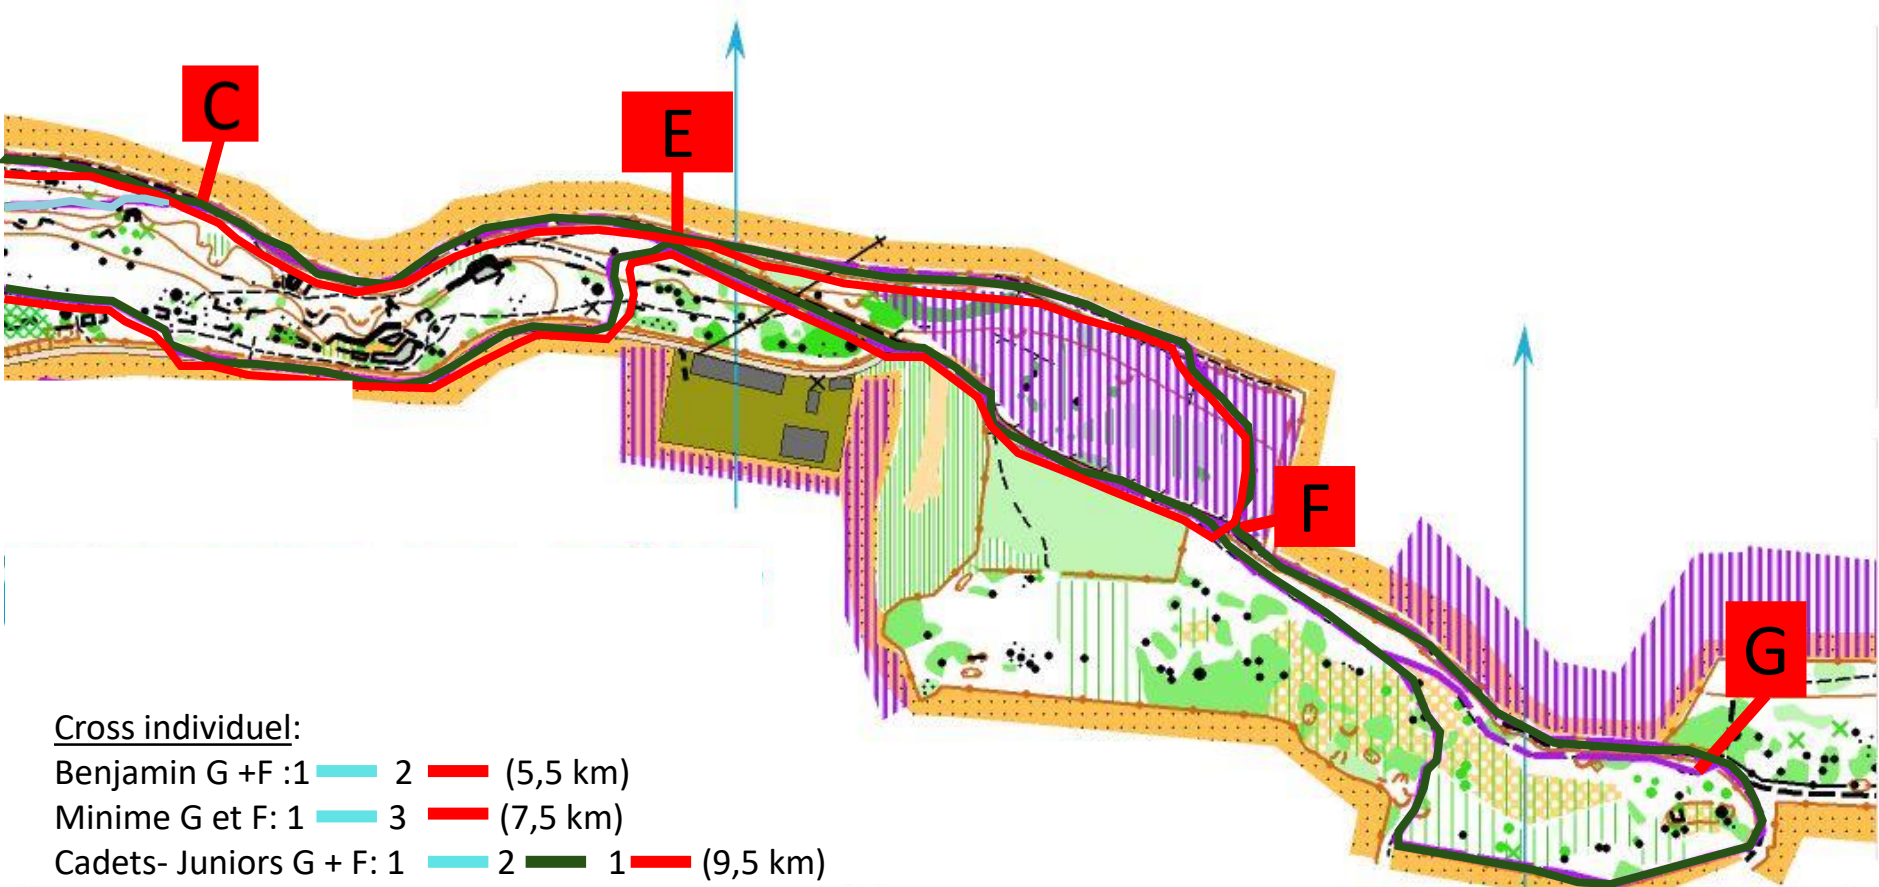 C
E
F
G
Cross individuel:
Benjamin G +F :1 2 (5,5 km)
Minime G et F: 1 3 (7,5 km)
Cadets- Juniors G + F: 1 2 1 (9,5 km)